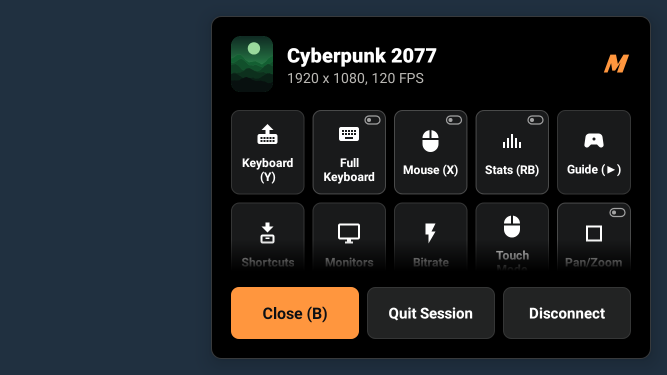 Cyberpunk 2077
1920 x 1080, 120 FPS
M
Keyboard
(Y)
Full
Keyboard
Mouse (X)
Stats (RB)
Guide (►)
Shortcuts
Monitors
Bitrate
Touch
Mode
Pan/Zoom
Close (B)
Quit Session
Disconnect